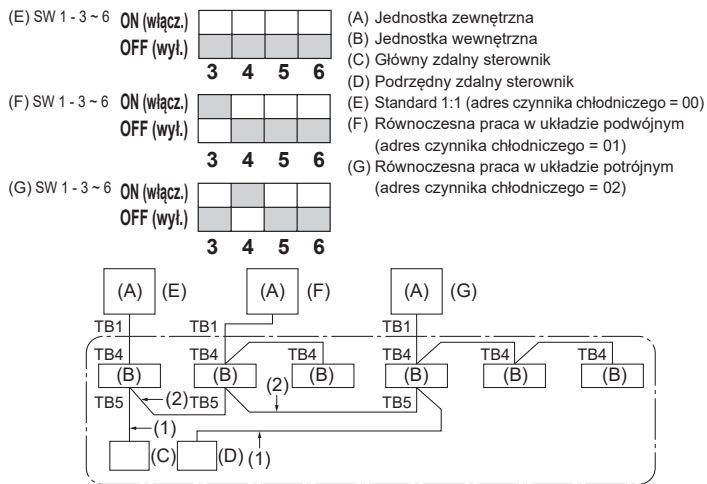 (E) SW 1 - 3 ~ 6 ON (włącz.)
OFF (wył.)
3 4 5 6
(F) SW 1 - 3 ~ 6 ON (włącz.)
OFF (wył.)
3 4 5 6
(G) SW 1 - 3 ~ 6 ON (włącz.)
OFF (wył.)
3 4 5 6
(A) Jednostka zewnętrzna
(B) Jednostka wewnętrzna
(C) Główny zdalny sterownik
(D) Podrzędny zdalny sterownik
(E) Standard 1:1 (adres czynnika chłodniczego = 00)
(F) Równoczesna praca w układzie podwójnym
(adres czynnika chłodniczego = 01)
(G) Równoczesna praca w układzie potrójnym
(adres czynnika chłodniczego = 02)
(A) (E) (A) (F) (A) (G)
TB1 TB1 TB1
TB4 TB4 TB4 TB4 TB4 TB4
(B) (B) (B) (B) (B) (B)
TB5 (2) TB5 (2) TB5
(1)
(C) (D) (1)